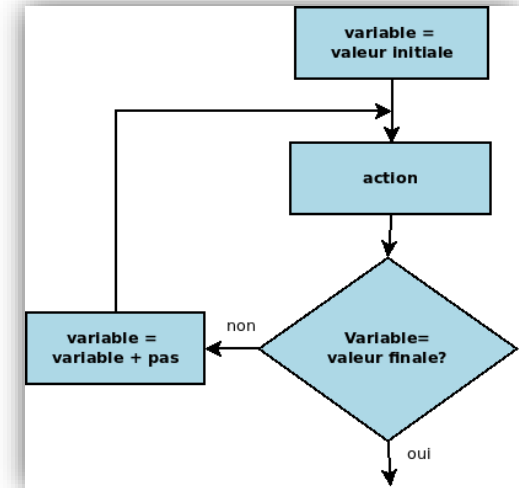 variable =
valeur initiale
action
Variable=
valeur finale?
non
variable =
variable + pas
oui